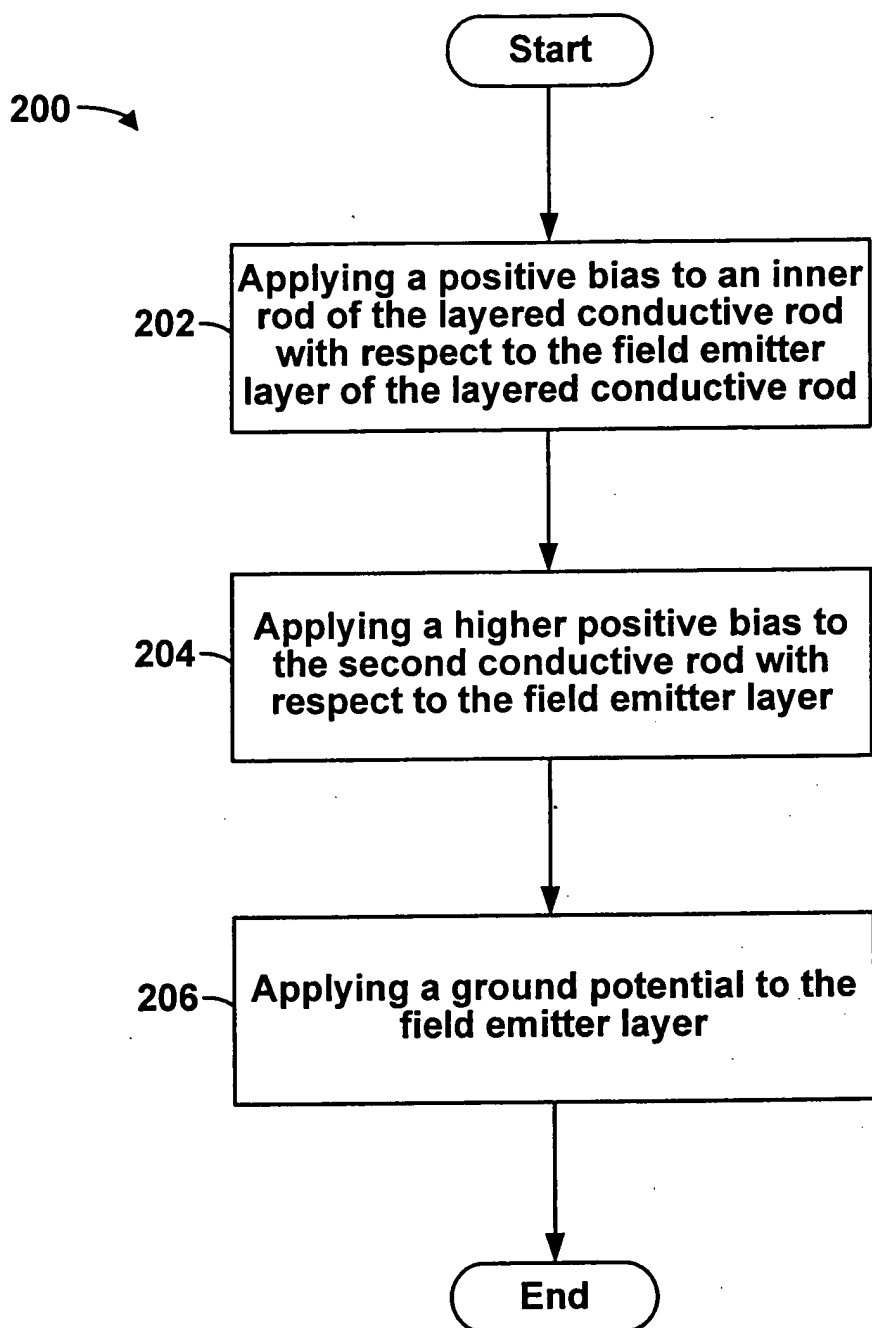 Start
200
202
Applying a positive bias to an inner
rod of the layered conductive rod
with respect to the field emitter
layer of the layered conductive rod
204
Applying a higher positive bias to
the second conductive rod with
respect to the field emitter layer
206
Applying a ground potential to the
field emitter layer
End